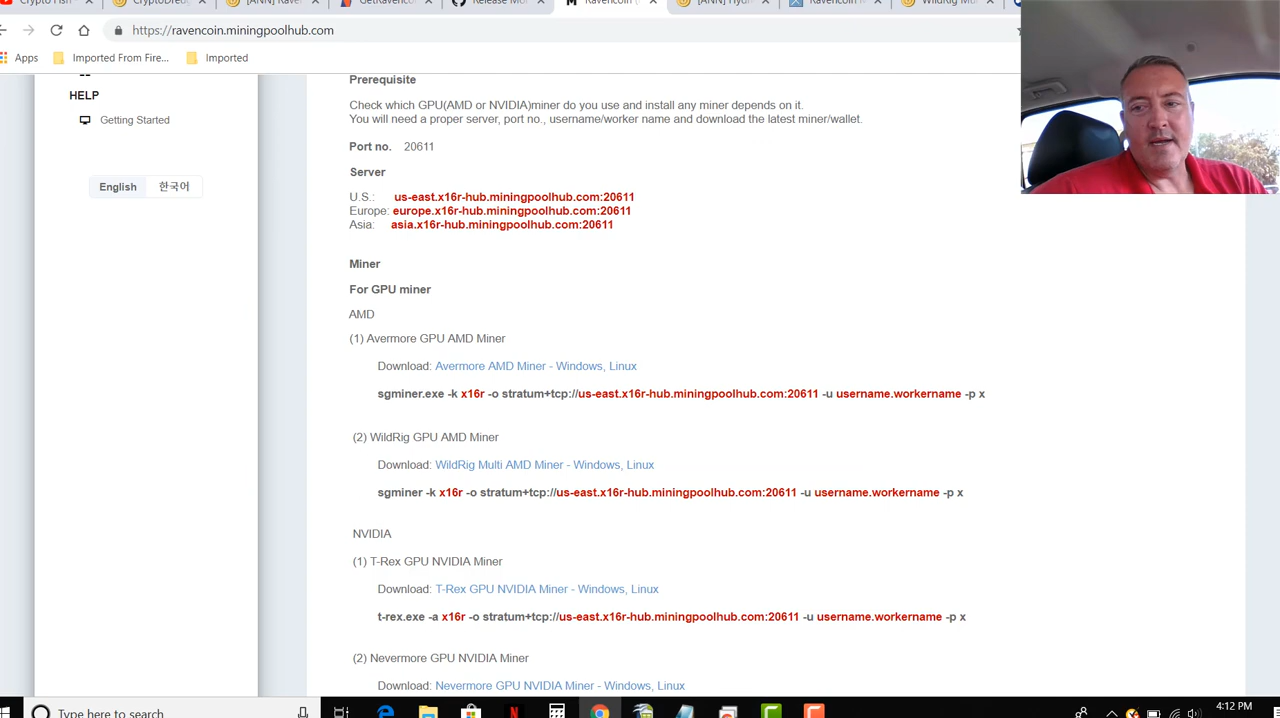 https://ravencoin.miningpoolhub.com
Apps
Imported From Fire...
Imported
HELP
Getting Started
English
한국어
Prerequisite
Check which GPU(AMD or NVIDIA)miner do you use and install any miner depends on it.
You will need a proper server, port no., username/worker name and download the latest miner/wallet.
Port no. 20611
Server
U.S.: us-east.x16r-hub.miningpoolhub.com:20611
Europe: europe.x16r-hub.miningpoolhub.com:20611
Asia: asia.x16r-hub.miningpoolhub.com:20611
Miner
For GPU miner
AMD
(1) Avermore GPU AMD Miner
Download: Avermore AMD Miner - Windows, Linux
sgminer.exe -k x16r -o stratum+tcp://us-east.x16r-hub.miningpoolhub.com:20611 -u username.workername -p x
(2) WildRig GPU AMD Miner
Download: WildRig Multi AMD Miner - Windows, Linux
sgminer -k x16r -o stratum+tcp://us-east.x16r-hub.miningpoolhub.com:20611 -u username.workername -p x
NVIDIA
(1) T-Rex GPU NVIDIA Miner
Download: T-Rex GPU NVIDIA Miner - Windows, Linux
t-rex.exe -a x16r -o stratum+tcp://us-east.x16r-hub.miningpoolhub.com:20611 -u username.workername -p x
(2) Nevermore GPU NVIDIA Miner
Download: Nevermore GPU NVIDIA Miner - Windows, Linux
Type here to search
4:12 PM